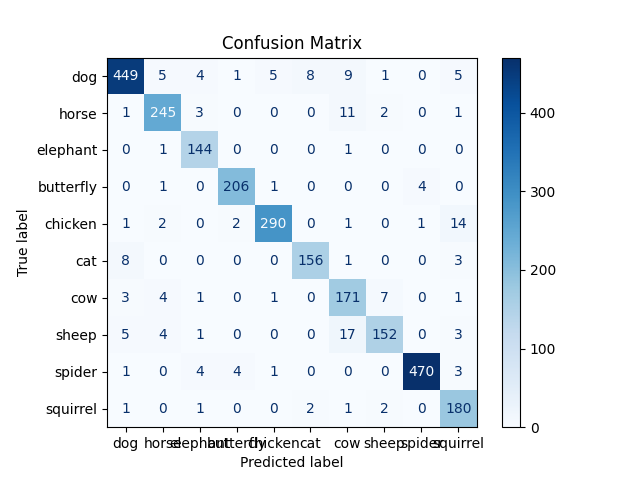 Confusion Matrix
dog 449 5 4 1 5 8 9 1 0 5
horse 1 245 3 0 0 0 11 2 0 1
elephant 0 1 144 0 0 0 1 0 0 0
butterfly 0 1 0 206 1 0 0 0 4 0
chicken 1 2 0 2 290 0 1 0 1 14
cat 8 0 0 0 0 156 1 0 0 3
cow 3 4 1 0 1 0 171 7 0 1
sheep 5 4 1 0 0 0 17 152 0 3
spider 1 0 4 4 1 0 0 0 470 3
squirrel 1 0 1 0 0 2 1 2 0 180
dog horse elephant butterfly chicken cat cow sheep spider squirrel
Predicted label
True label
400
300
200
100
0